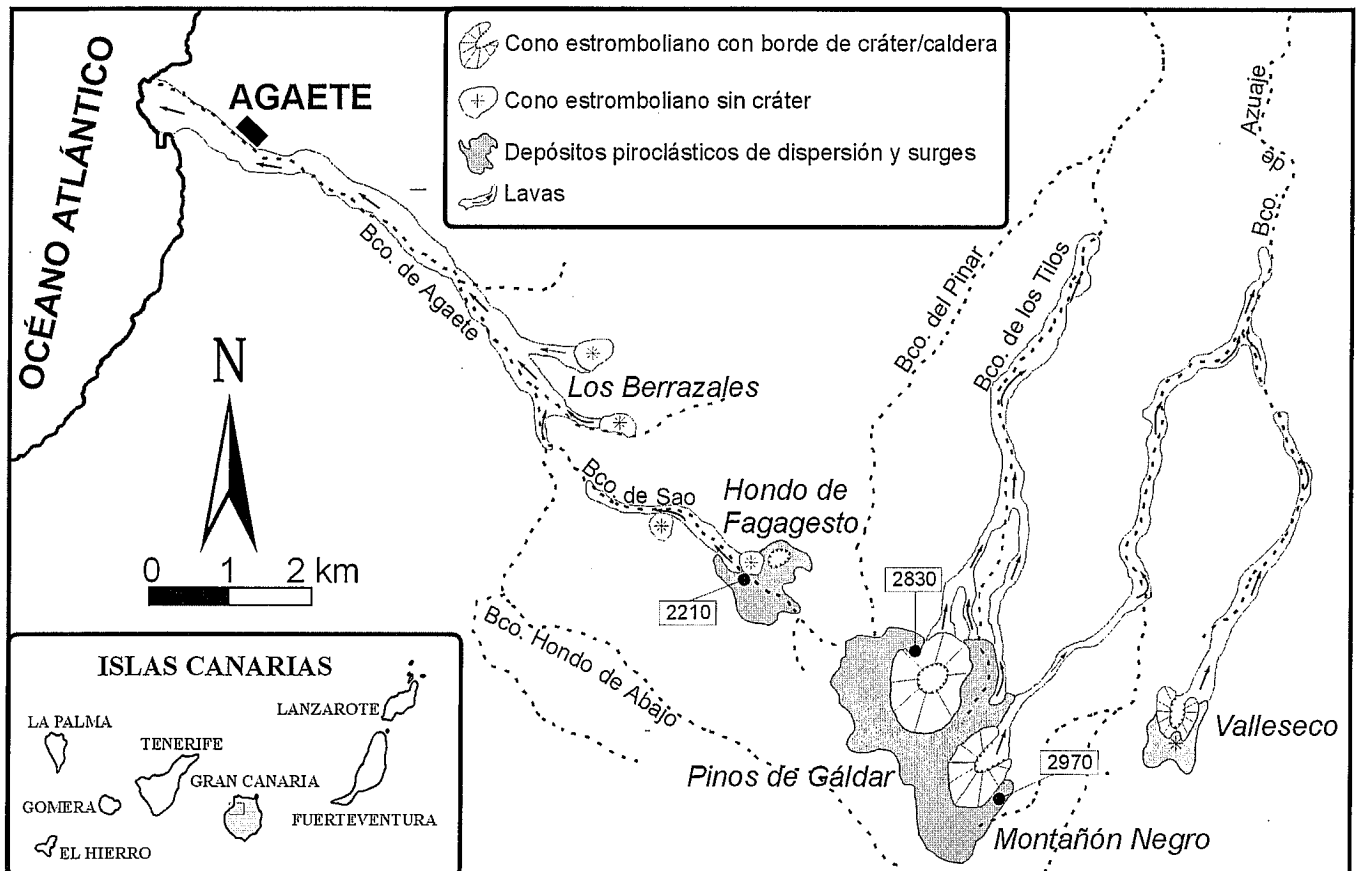 Cono estromboliano con borde de cráter/caldera
Cono estromboliano sin cráter
Depósitos piroclásticos de dispersión y surges
Lavas
OCÉANO ATLÁNTICO
AGAETE
Bco. de Agaete
Los Berrazales
Bco. de Sao
Hondo de
Fagagesto
2210
Bco. Hondo de Abajo
Bco. del Pinar
Bco. de los Tilos
Bco. de Azuaje
2830
Pinos de Gáldar
2970
Montañón Negro
Valleseco
N
0 1 2 km
ISLAS CANARIAS
LA PALMA
TENERIFE
LANZAROTE
GRAN CANARIA
GOMERA
FUERTEVENTURA
EL HIERRO